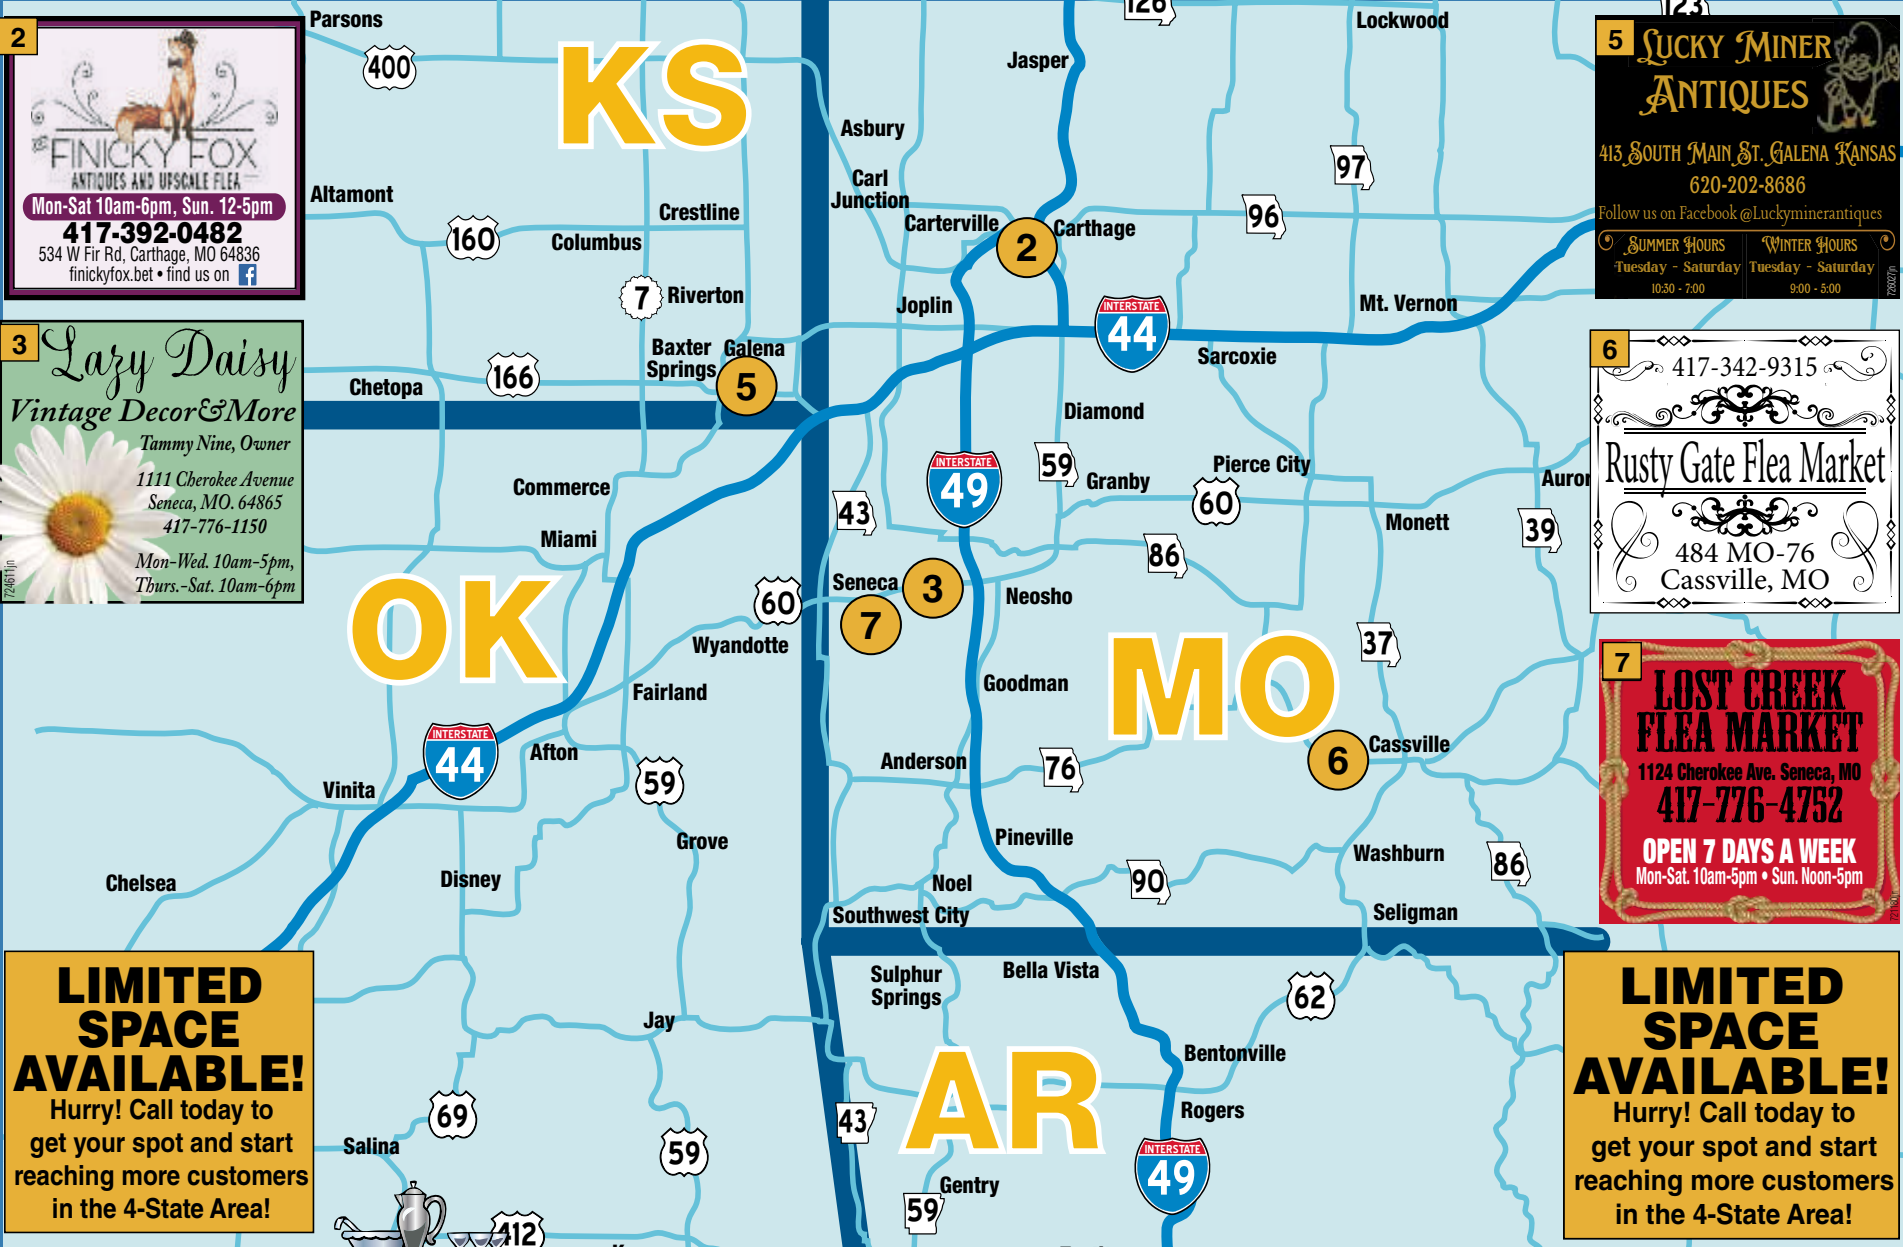 2
THE
FINICKY FOX
ANTIQUES AND UPSCALE FLEA
Mon-Sat 10am-6pm, Sun. 12-5pm
417-392-0482
534 W Fir Rd, Carthage, MO 64836
finickyfox.bet • find us on f
3
Lazy Daisy
Vintage Decor&More
Tammy Nine, Owner
1111 Cherokee Avenue
Seneca, MO. 64865
417-776-1150
Mon-Wed. 10am-5pm,
Thurs.-Sat. 10am-6pm
724611jn
LIMITED
SPACE
AVAILABLE!
Hurry! Call today to
get your spot and start
reaching more customers
in the 4-State Area!
KS
Parsons
400
Altamont
160
Crestline
Columbus
7
Riverton
Baxter
Springs
Galena
5
166
Chetopa
126
Jasper
Lockwood
123
Asbury
Carl
Junction
Carterville
2
Carthage
97
96
Joplin
INTERSTATE
44
Mt. Vernon
Sarcoxie
Diamond
INTERSTATE
49
59
Granby
Pierce City
60
Auror
Monett
39
43
86
Commerce
Miami
OK
60
Seneca
3
7
Neosho
Wyandotte
MO
37
Fairland
Goodman
INTERSTATE
44
Afton
59
Anderson
76
6
Cassville
Vinita
Grove
Pineville
Washburn
86
Chelsea
Disney
Noel
90
Southwest City
Seligman
Sulphur
Springs
Bella Vista
62
Jay
AR
Bentonville
69
43
Rogers
Salina
59
INTERSTATE
49
Gentry
59
412
5
Lucky Miner
Antiques
413 South Main St. Galena Kansas
620-202-8686
Follow us on Facebook @Luckyminerantiques
Summer Hours
Tuesday - Saturday
10:30 - 7:00
Winter Hours
Tuesday - Saturday
9:00 - 5:00
6
417-342-9315
Rusty Gate Flea Market
484 MO-76
Cassville, MO
7
LOST CREEK
FLEA MARKET
1124 Cherokee Ave. Seneca, MO
417-776-4752
OPEN 7 DAYS A WEEK
Mon-Sat. 10am-5pm • Sun. Noon-5pm
LIMITED
SPACE
AVAILABLE!
Hurry! Call today to
get your spot and start
reaching more customers
in the 4-State Area!